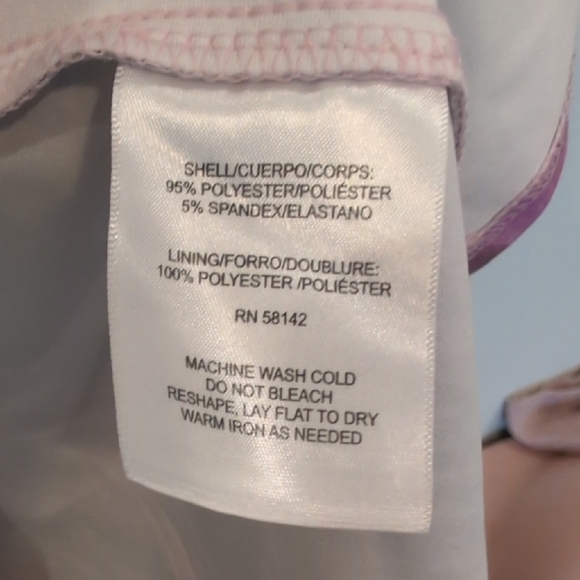 SHELL/CUERPO/CORPS:
95% POLYESTER/POLIÉSTER
5% SPANDEX/ELASTANO
LINING/FORRO/DOUBLURE:
100% POLYESTER /POLIÉSTER
RN 58142
MACHINE WASH COLD
DO NOT BLEACH
RESHAPE, LAY FLAT TO DRY
WARM IRON AS NEEDED